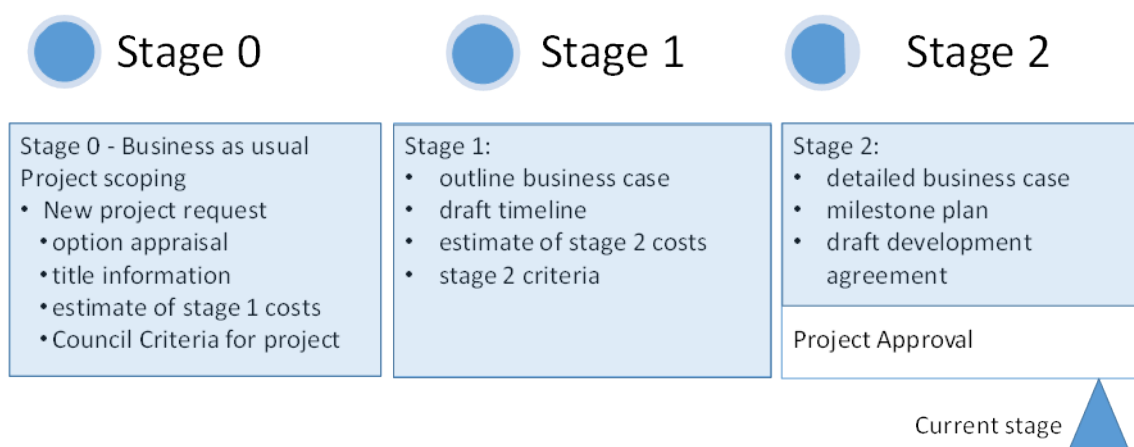 Stage 0
Stage 1
Stage 2
Stage 0 - Business as usual
Project scoping
• New project request
• option appraisal
• title information
• estimate of stage 1 costs
• Council Criteria for project
Stage 1:
• outline business case
• draft timeline
• estimate of stage 2 costs
• stage 2 criteria
Stage 2:
• detailed business case
• milestone plan
• draft development
agreement
Project Approval
Current stage